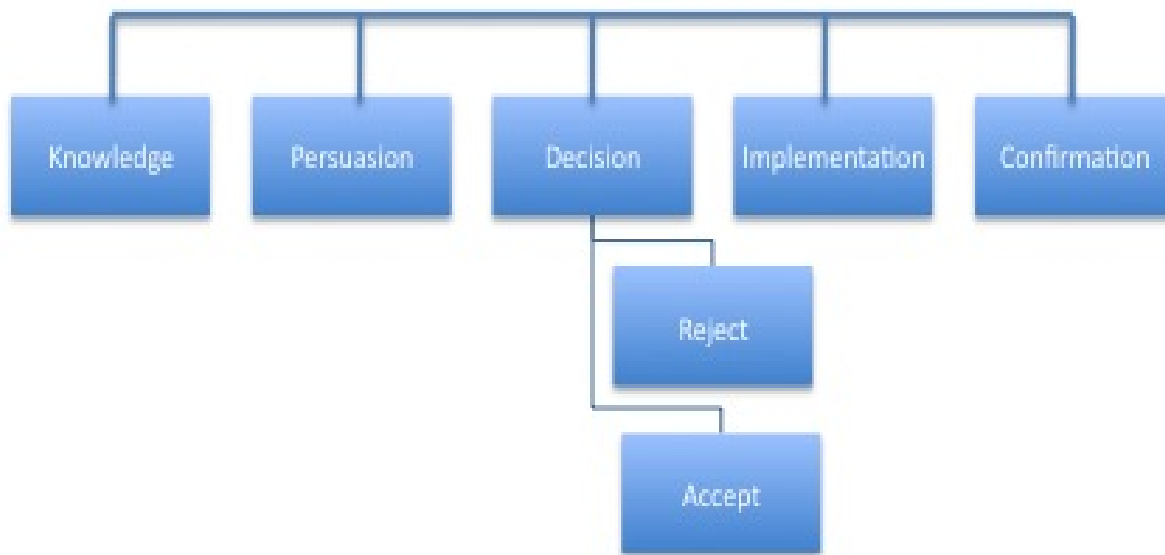 Knowledge
Persuasion
Decision
Implementation
Confirmation
Reject
Accept